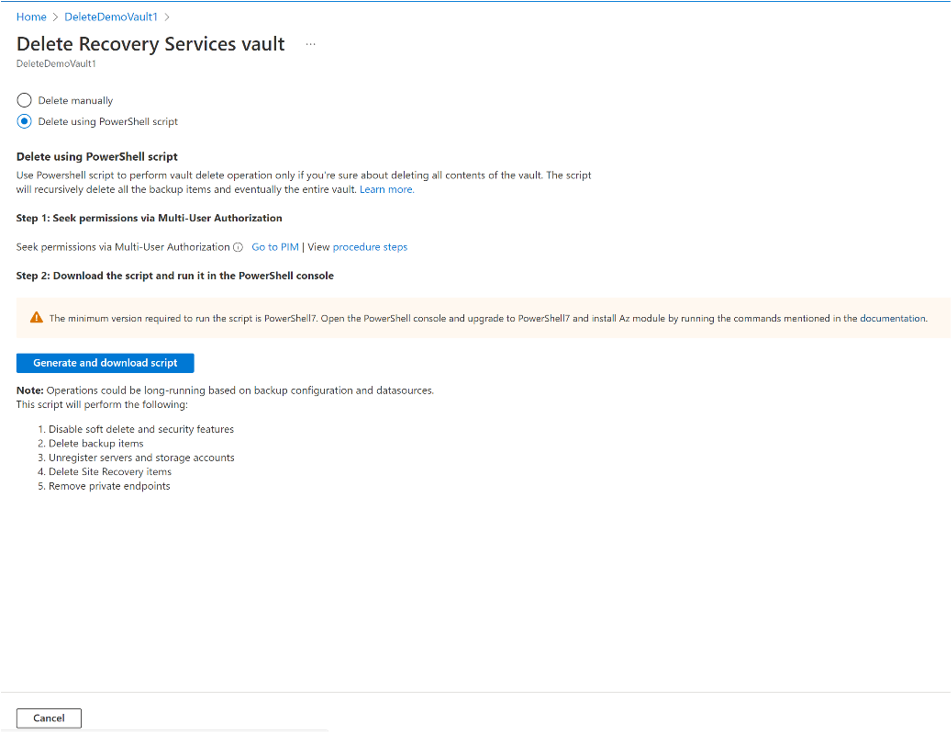 Home > DeleteDemoVault1 >
Delete Recovery Services vault ...
DeleteDemoVault1
Delete manually
Delete using PowerShell script
Delete using PowerShell script
Use Powershell script to perform vault delete operation only if you're sure about deleting all contents of the vault. The script
will recursively delete all the backup items and eventually the entire vault. Learn more.
Step 1: Seek permissions via Multi-User Authorization
Seek permissions via Multi-User Authorization Go to PIM | View procedure steps
Step 2: Download the script and run it in the PowerShell console
The minimum version required to run the script is PowerShell7. Open the PowerShell console and upgrade to PowerShell7 and install Az module by running the commands mentioned in the documentation.
Generate and download script
Note: Operations could be long-running based on backup configuration and datasources.
This script will perform the following:
1. Disable soft delete and security features
2. Delete backup items
3. Unregister servers and storage accounts
4. Delete Site Recovery items
5. Remove private endpoints
Cancel